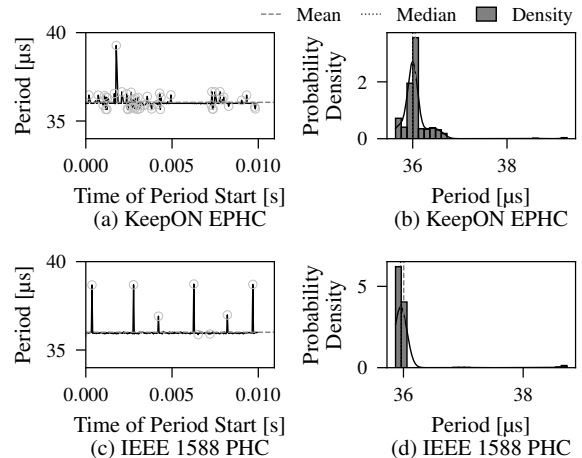 Mean Median Density
40
35
Period [µs]
0.000 0.005 0.010
Time of Period Start [s]
(a) KeepON EPHC
2
0
Probability
Density
36 38
Period [µs]
(b) KeepON EPHC
40
35
Period [µs]
0.000 0.005 0.010
Time of Period Start [s]
(c) IEEE 1588 PHC
5
0
Probability
Density
36 38
Period [µs]
(d) IEEE 1588 PHC